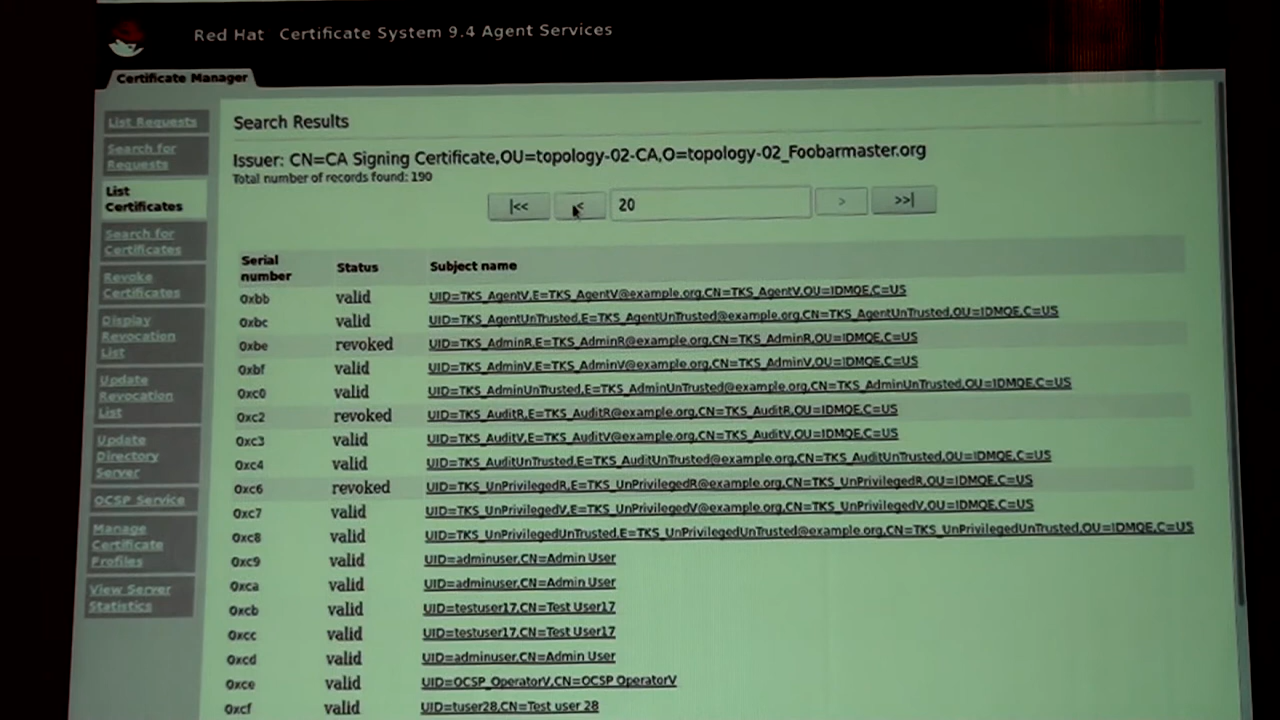 Red Hat Certificate System 9.4 Agent Services
Certificate Manager
List Requests
Search for
Requests
List
Certificates
Search for
Certificates
Revoke
Certificates
Display
Revocation
List
Update
Revocation
List
Update
Directory
Server
OCSP Service
Manage
Certificate
Profiles
View Server
Statistics
Search Results
Issuer: CN=CA Signing Certificate,OU=topology-02-CA,O=topology-02_Foobarmaster.org
Total number of records found: 190
|<< < 20 > >>|
Serial number Status Subject name
0xbb valid UID=TKS_AgentV,E=TKS_AgentV@example.org,CN=TKS_AgentV,OU=IDMQE,C=US
0xbc valid UID=TKS_AgentUnTrusted,E=TKS_AgentUnTrusted@example.org,CN=TKS_AgentUnTrusted,OU=IDMQE,C=US
0xbe revoked UID=TKS_AdminR,E=TKS_AdminR@example.org,CN=TKS_AdminR,OU=IDMQE,C=US
0xbf valid UID=TKS_AdminV,E=TKS_AdminV@example.org,CN=TKS_AdminV,OU=IDMQE,C=US
0xc0 valid UID=TKS_AdminUnTrusted,E=TKS_AdminUnTrusted@example.org,CN=TKS_AdminUnTrusted,OU=IDMQE,C=US
0xc2 revoked UID=TKS_AuditR,E=TKS_AuditR@example.org,CN=TKS_AuditR,OU=IDMQE,C=US
0xc3 valid UID=TKS_AuditV,E=TKS_AuditV@example.org,CN=TKS_AuditV,OU=IDMQE,C=US
0xc4 valid UID=TKS_AuditUnTrusted,E=TKS_AuditUnTrusted@example.org,CN=TKS_AuditUnTrusted,OU=IDMQE,C=US
0xc6 revoked UID=TKS_UnPrivilegedR,E=TKS_UnPrivilegedR@example.org,CN=TKS_UnPrivilegedR,OU=IDMQE,C=US
0xc7 valid UID=TKS_UnPrivilegedV,E=TKS_UnPrivilegedV@example.org,CN=TKS_UnPrivilegedV,OU=IDMQE,C=US
0xc8 valid UID=TKS_UnPrivilegedUnTrusted,E=TKS_UnPrivilegedUnTrusted@example.org,CN=TKS_UnPrivilegedUnTrusted,OU=IDMQE,C=US
0xc9 valid UID=adminuser,CN=Admin User
0xca valid UID=adminuser,CN=Admin User
0xcb valid UID=testuser17,CN=Test User17
0xcc valid UID=testuser17,CN=Test User17
0xcd valid UID=adminuser,CN=Admin User
0xce valid UID=OCSP_OperatorV,CN=OCSP OperatorV
0xcf valid UID=tuser28,CN=Test user 28